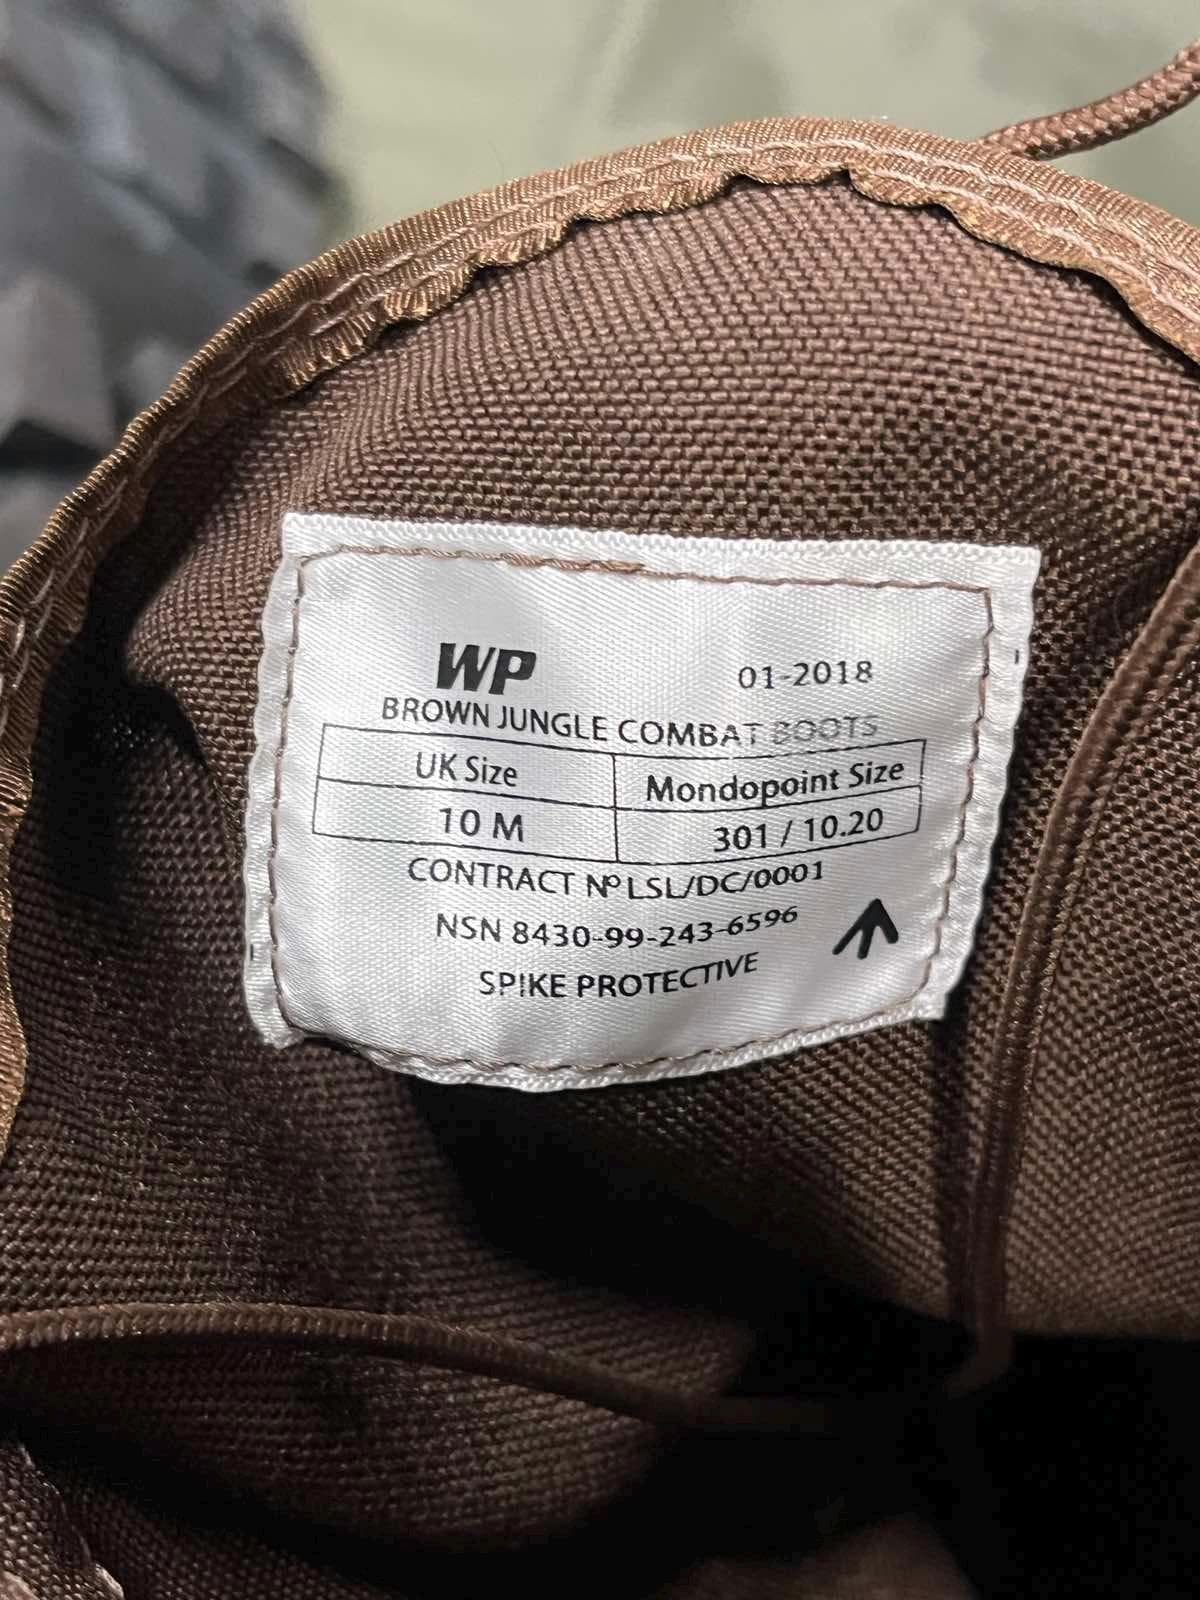 WP 01-2018
BROWN JUNGLE COMBAT BOOTS
UK Size Mondopoint Size
10 M 301 / 10.20
CONTRACT Nº LSL/DC/0001
NSN 8430-99-243-6596
SPIKE PROTECTIVE